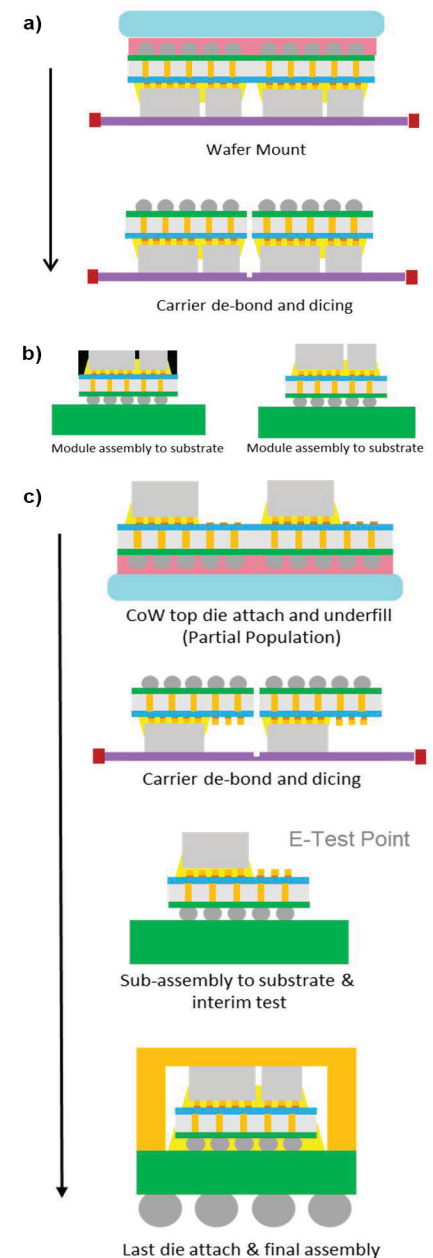 a)
Wafer Mount
Carrier de-bond and dicing
b)
Module assembly to substrate
Module assembly to substrate
c)
CoW top die attach and underfill
(Partial Population)
Carrier de-bond and dicing
E-Test Point
Sub-assembly to substrate &
interim test
Last die attach & final assembly